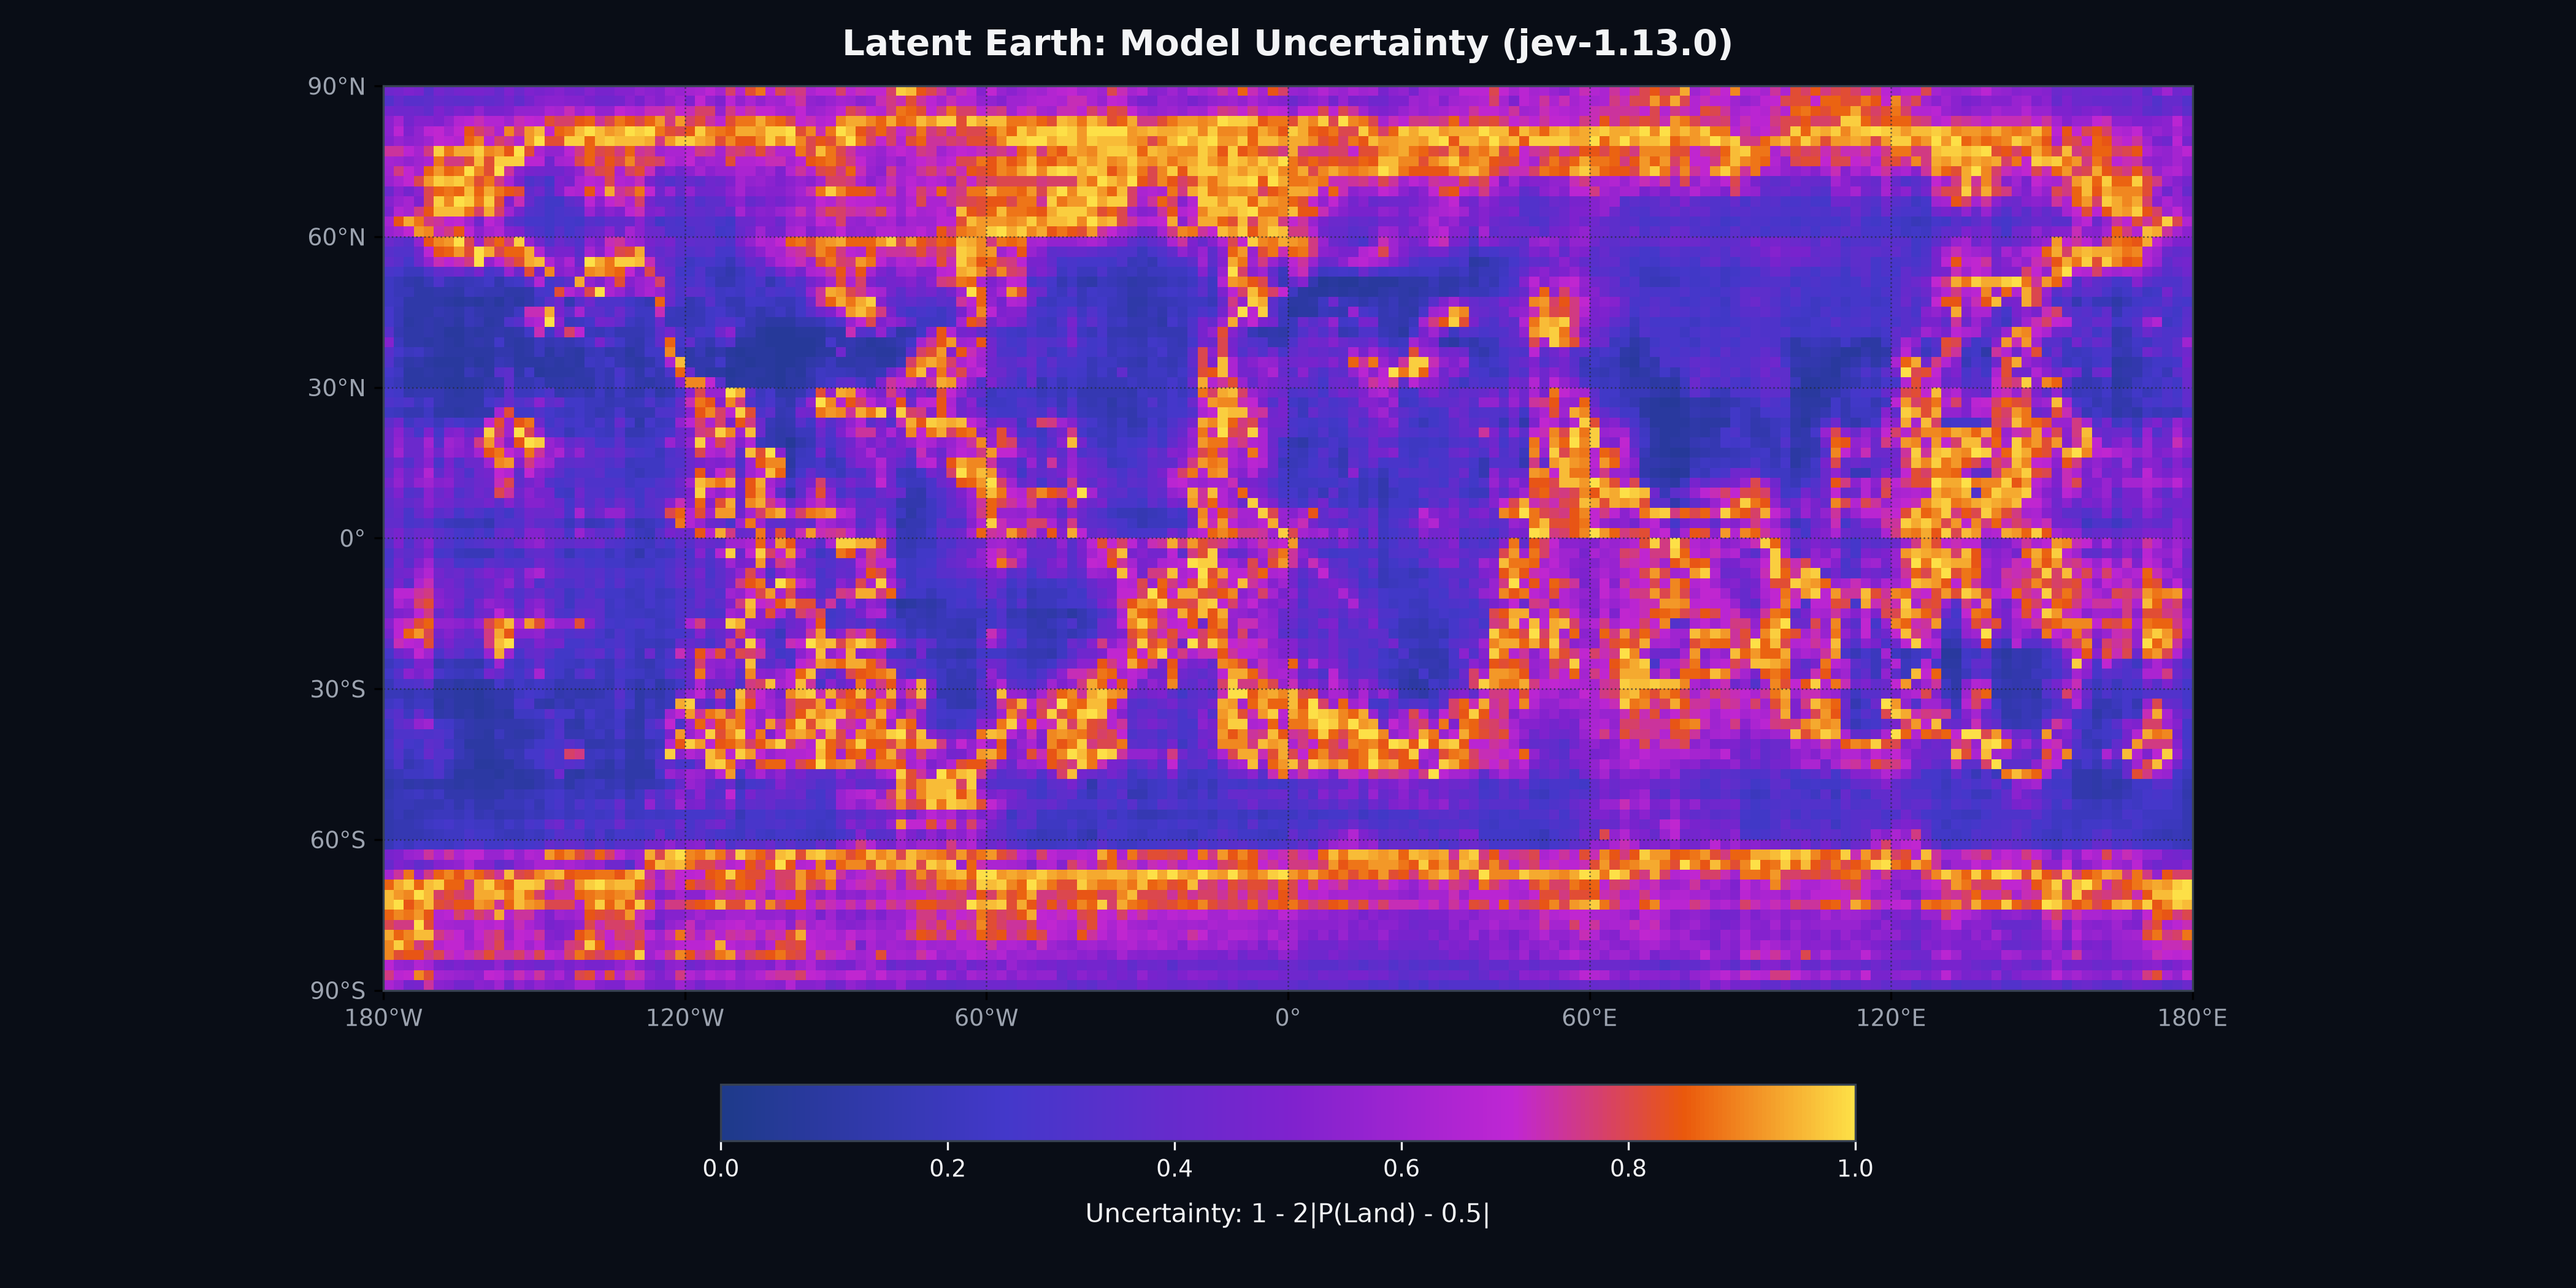 Latent Earth: Model Uncertainty (jev-1.13.0)
90°N
60°N
30°N
0°
30°S
60°S
90°S
180°W 120°W 60°W 0° 60°E 120°E 180°E
0.0 0.2 0.4 0.6 0.8 1.0
Uncertainty: 1 - 2|P(Land) - 0.5|